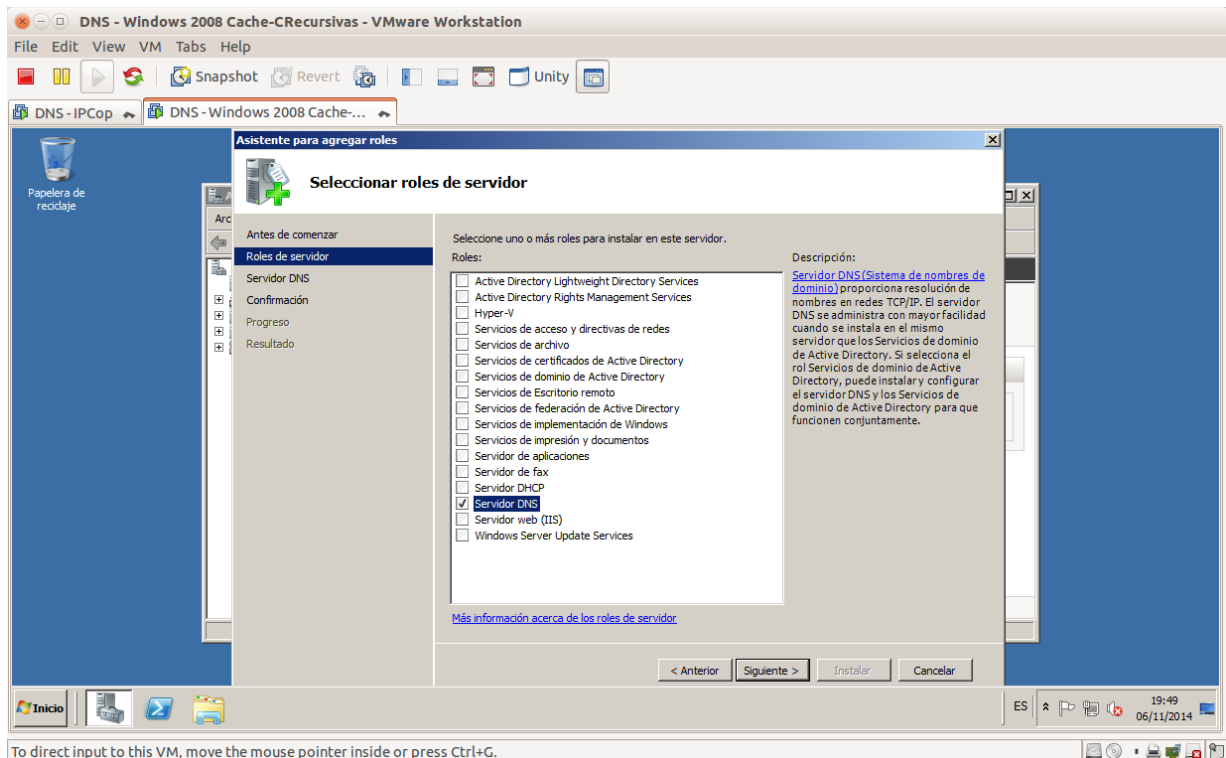 DNS - Windows 2008 Cache-CRecursivas - VMware Workstation
File Edit View VM Tabs Help
Snapshot Revert Unity
DNS - IPCop DNS - Windows 2008 Cache-...
Papelera de reciclaje
Arc
Asistente para agregar roles
Seleccionar roles de servidor
Antes de comenzar
Roles de servidor
Servidor DNS
Confirmación
Progreso
Resultado
Seleccione uno o más roles para instalar en este servidor.
Roles:
Active Directory Lightweight Directory Services
Active Directory Rights Management Services
Hyper-V
Servicios de acceso y directivas de redes
Servicios de archivo
Servicios de certificados de Active Directory
Servicios de dominio de Active Directory
Servicios de Escritorio remoto
Servicios de federación de Active Directory
Servicios de implementación de Windows
Servicios de impresión y documentos
Servidor de aplicaciones
Servidor de fax
Servidor DHCP
Servidor DNS
Servidor web (IIS)
Windows Server Update Services
Más información acerca de los roles de servidor
Descripción:
Servidor DNS (Sistema de nombres de
dominio) proporciona resolución de
nombres en redes TCP/IP. El servidor
DNS se administra con mayor facilidad
cuando se instala en el mismo
servidor que los Servicios de dominio
de Active Directory. Si selecciona el
rol Servicios de dominio de Active
Directory, puede instalar y configurar
el servidor DNS y los Servicios de
dominio de Active Directory para que
funcionen conjuntamente.
< Anterior Siguiente > Instalar Cancelar
Inicio ES 19:49
06/11/2014
To direct input to this VM, move the mouse pointer inside or press Ctrl+G.